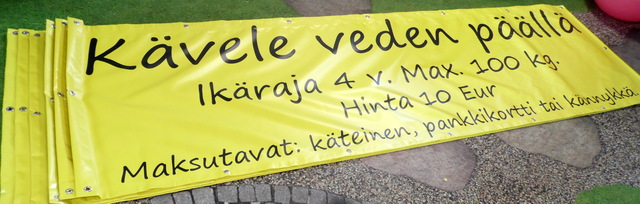 Kävele veden päällä
Ikäraja 4 v. Max. 100 kg.
Hinta 10 Eur
Maksutavat: käteinen, pankkikortti tai kännykkä.